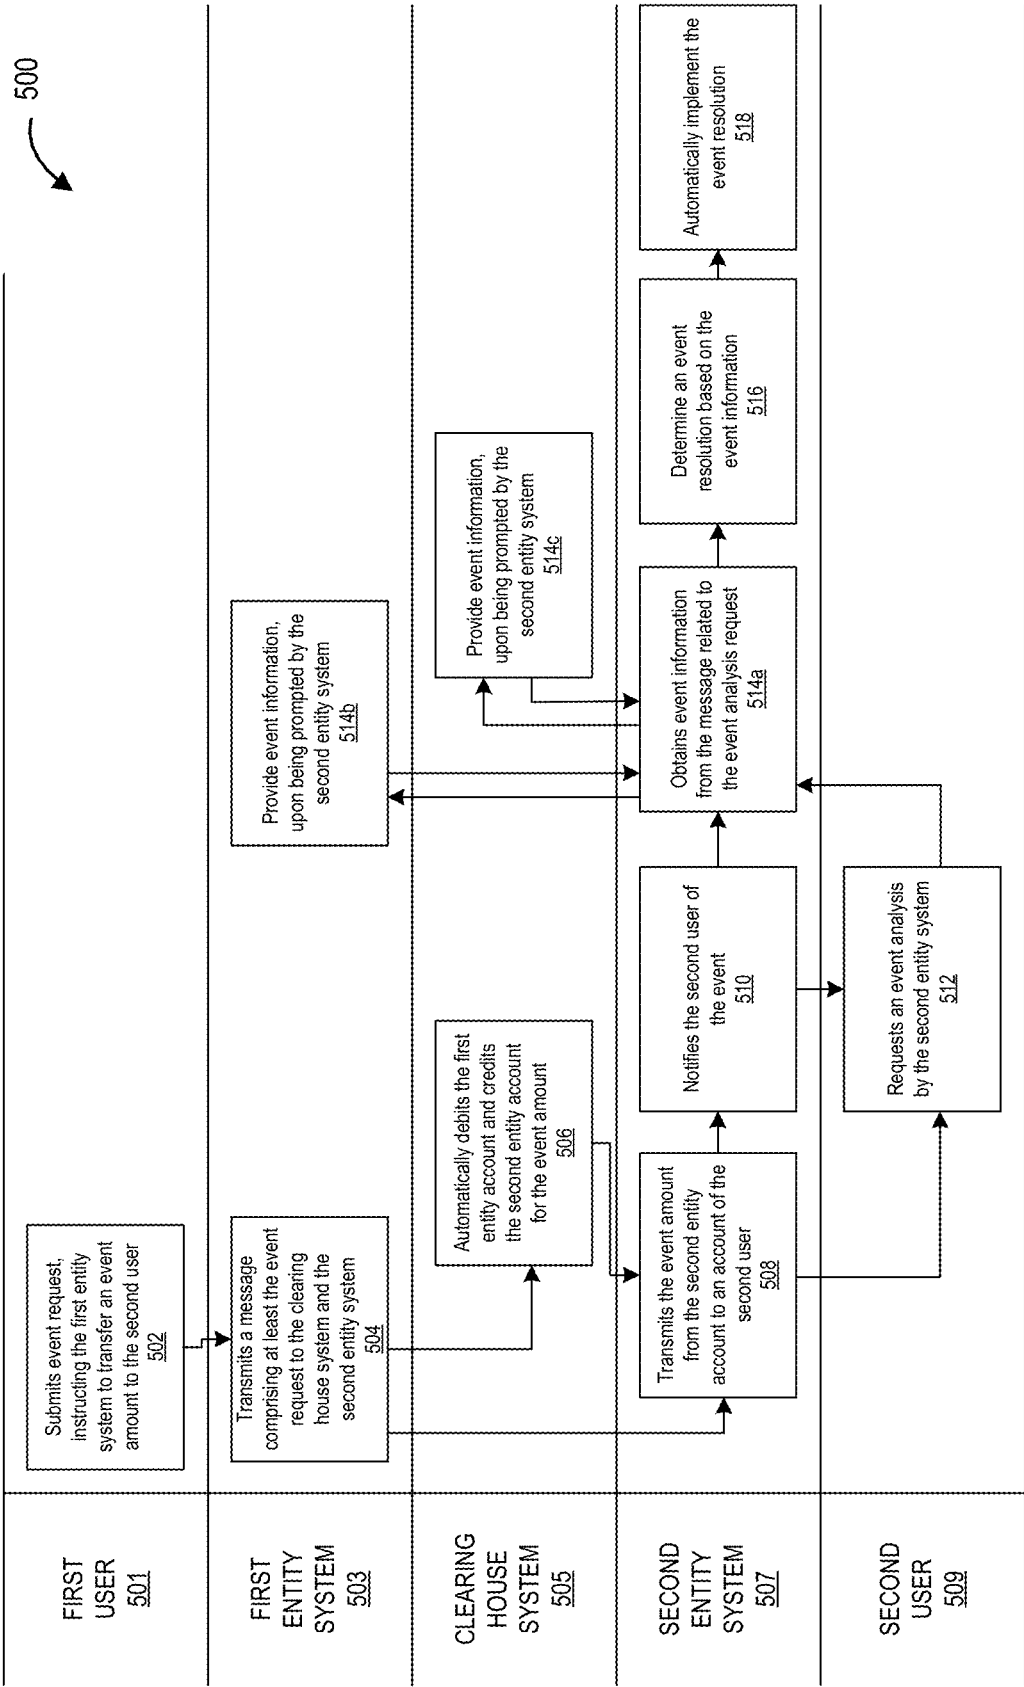 500
FIRST
USER
501
Submits event request,
instructing the first entity
system to transfer an event
amount to the second user
502
FIRST
ENTITY
SYSTEM
503
Transmits a message
comprising at least the event
request to the clearing
house system and the
second entity system
504
Provide event information,
upon being prompted by the
second entity system
514b
CLEARING
HOUSE
SYSTEM
505
Automatically debits the first
entity account and credits
the second entity account
for the event amount
506
Provide event information,
upon being prompted by the
second entity system
514c
SECOND
ENTITY
SYSTEM
507
Transmits the event amount
from the second entity
account to an account of the
second user
508
Notifies the second user of
the event
510
Obtains event information
from the message related to
the event analysis request
514a
Determine an event
resolution based on the
event information
516
Automatically implement the
event resolution
518
SECOND
USER
509
Requests an event analysis
by the second entity system
512